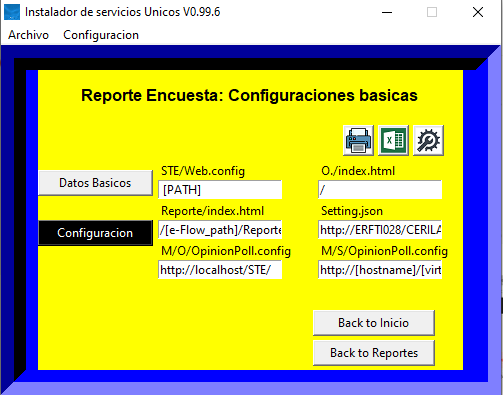 Instalador de servicios Unicos V0.99.6
Archivo Configuracion
Reporte Encuesta: Configuraciones basicas
STE/Web.config O./index.html
Datos Basicos [PATH] /
Reporte/index.html Setting.json
Configuracion /[e-Flow_path]/Reporte http://ERFTI028/CERILA
M/O/OpinionPoll.config M/S/OpinionPoll.config
http://localhost/STE/ http://[hostname]/[virt
Back to Inicio
Back to Reportes